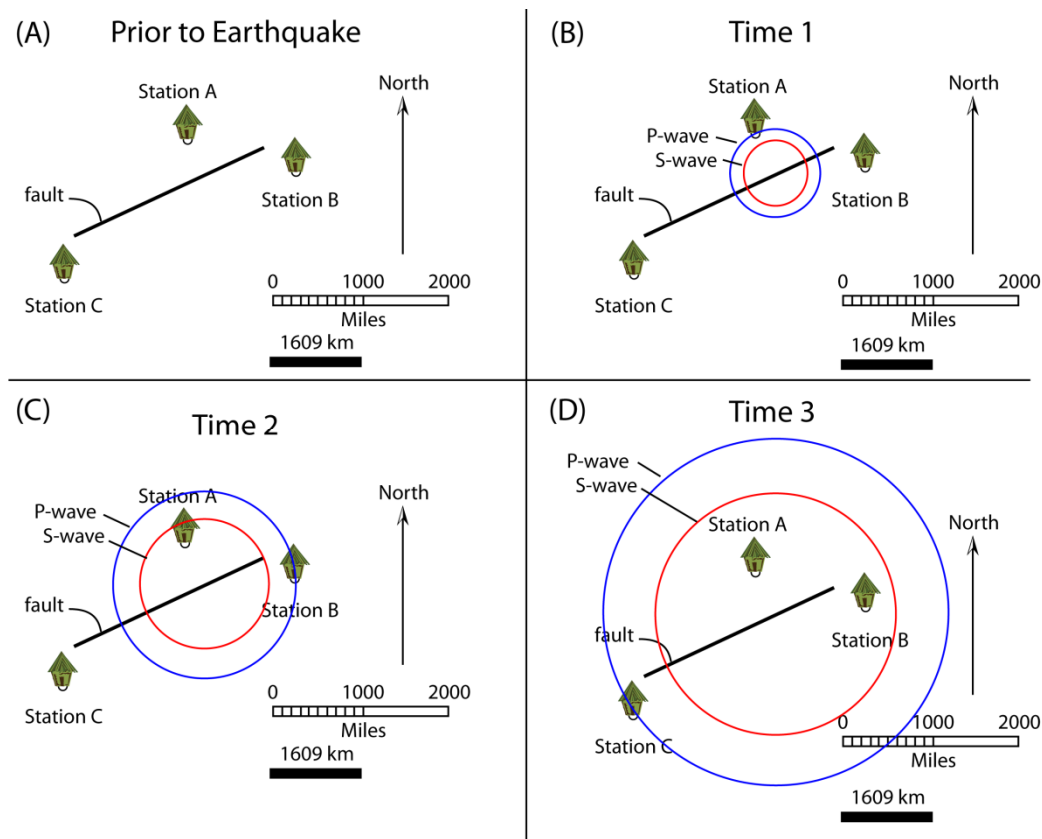 (A) Prior to Earthquake
Station A
North
Station B
fault
Station C
0 1000 2000
Miles
1609 km
(B) Time 1
Station A
North
P-wave
S-wave
fault
Station B
Station C
0 1000 2000
Miles
1609 km
(C) Time 2
Station A
North
P-wave
S-wave
fault
Station B
Station C
0 1000 2000
Miles
1609 km
(D) Time 3
P-wave
S-wave
Station A
North
fault
Station B
Station C
0 1000 2000
Miles
1609 km